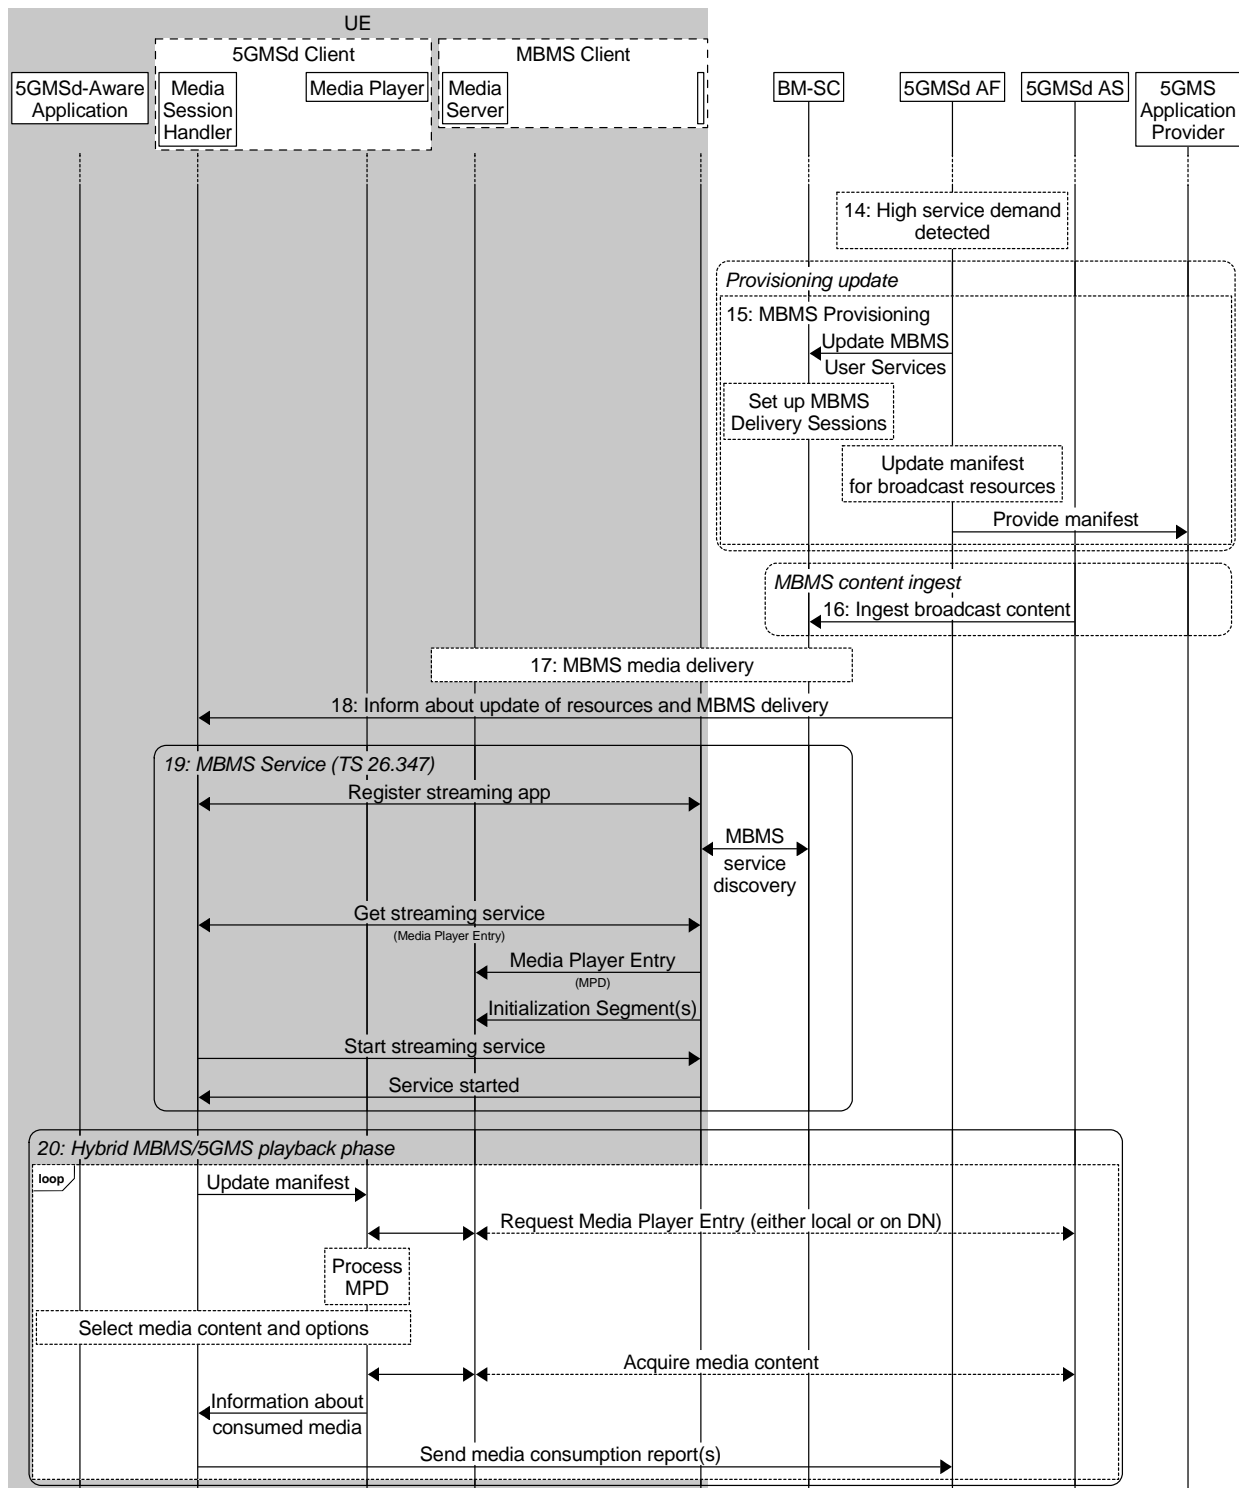 UE
5GMSd Client
MBMS Client
5GMSd-Aware
Application
Media
Session
Handler
Media Player
Media
Server
BM-SC
5GMSd AF
5GMSd AS
5GMS
Application
Provider
14: High service demand
detected
Provisioning update
15: MBMS Provisioning
Update MBMS
User Services
Set up MBMS
Delivery Sessions
Update manifest
for broadcast resources
Provide manifest
MBMS content ingest
16: Ingest broadcast content
17: MBMS media delivery
18: Inform about update of resources and MBMS delivery
19: MBMS Service (TS 26.347)
Register streaming app
MBMS
service
discovery
Get streaming service
(Media Player Entry)
Media Player Entry
(MPD)
Initialization Segment(s)
Start streaming service
Service started
20: Hybrid MBMS/5GMS playback phase
loop
Update manifest
Request Media Player Entry (either local or on DN)
Process
MPD
Select media content and options
Acquire media content
Information about
consumed media
Send media consumption report(s)